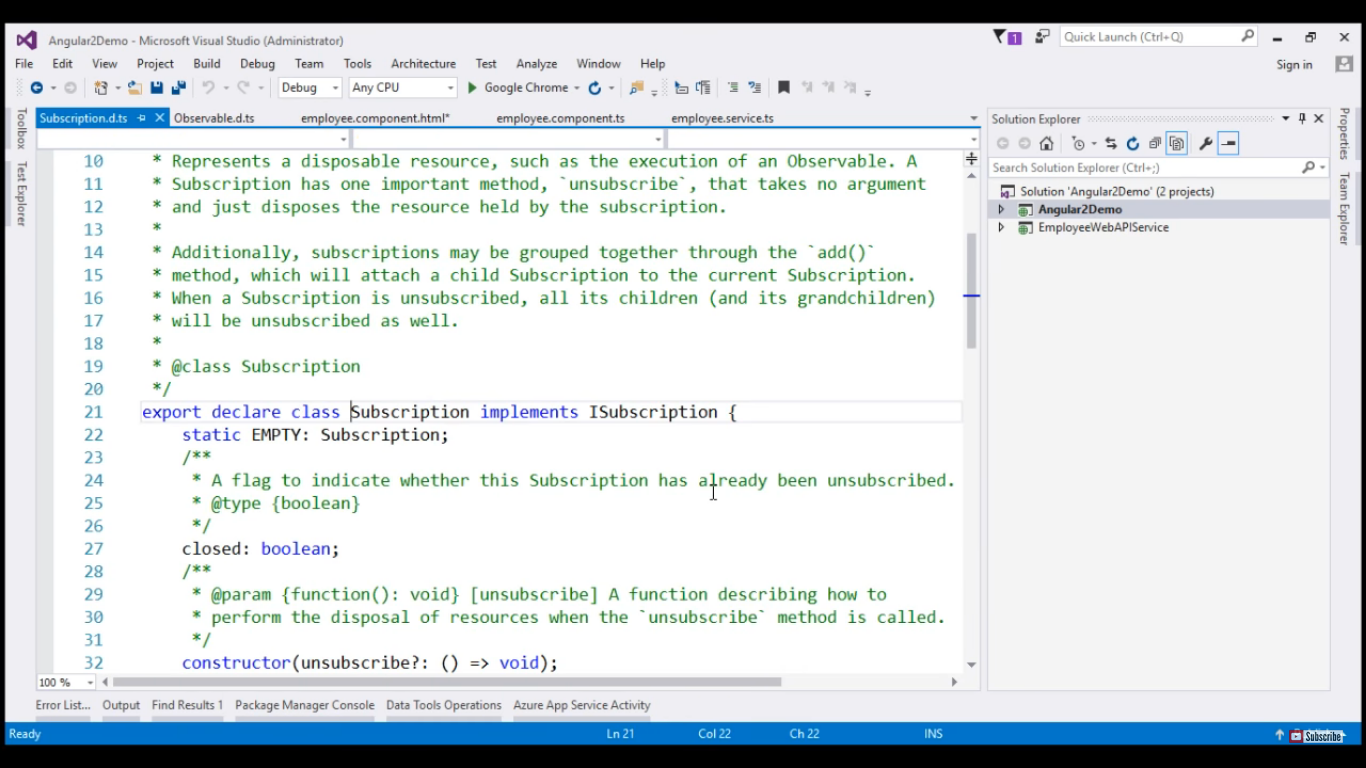 Angular2Demo - Microsoft Visual Studio (Administrator)
1
Quick Launch (Ctrl+Q)
File Edit View Project Build Debug Team Tools Architecture Test Analyze Window Help
Sign in
Debug Any CPU Google Chrome
Toolbox
Test Explorer
Subscription.d.ts Observable.d.ts employee.component.html* employee.component.ts employee.service.ts
10 * Represents a disposable resource, such as the execution of an Observable. A
11 * Subscription has one important method, `unsubscribe`, that takes no argument
12 * and just disposes the resource held by the subscription.
13 *
14 * Additionally, subscriptions may be grouped together through the `add()`
15 * method, which will attach a child Subscription to the current Subscription.
16 * When a Subscription is unsubscribed, all its children (and its grandchildren)
17 * will be unsubscribed as well.
18 *
19 * @class Subscription
20 */
21 export declare class Subscription implements ISubscription {
22 static EMPTY: Subscription;
23 /**
24 * A flag to indicate whether this Subscription has already been unsubscribed.
25 * @type {boolean}
26 */
27 closed: boolean;
28 /**
29 * @param {function(): void} [unsubscribe] A function describing how to
30 * perform the disposal of resources when the `unsubscribe` method is called.
31 */
32 constructor(unsubscribe?: () => void);
100 %
Solution Explorer
Search Solution Explorer (Ctrl+;)
Solution 'Angular2Demo' (2 projects)
Angular2Demo
EmployeeWebAPIService
Properties
Team Explorer
Error List... Output Find Results 1 Package Manager Console Data Tools Operations Azure App Service Activity
Ready Ln 21 Col 22 Ch 22 INS
Subscribe